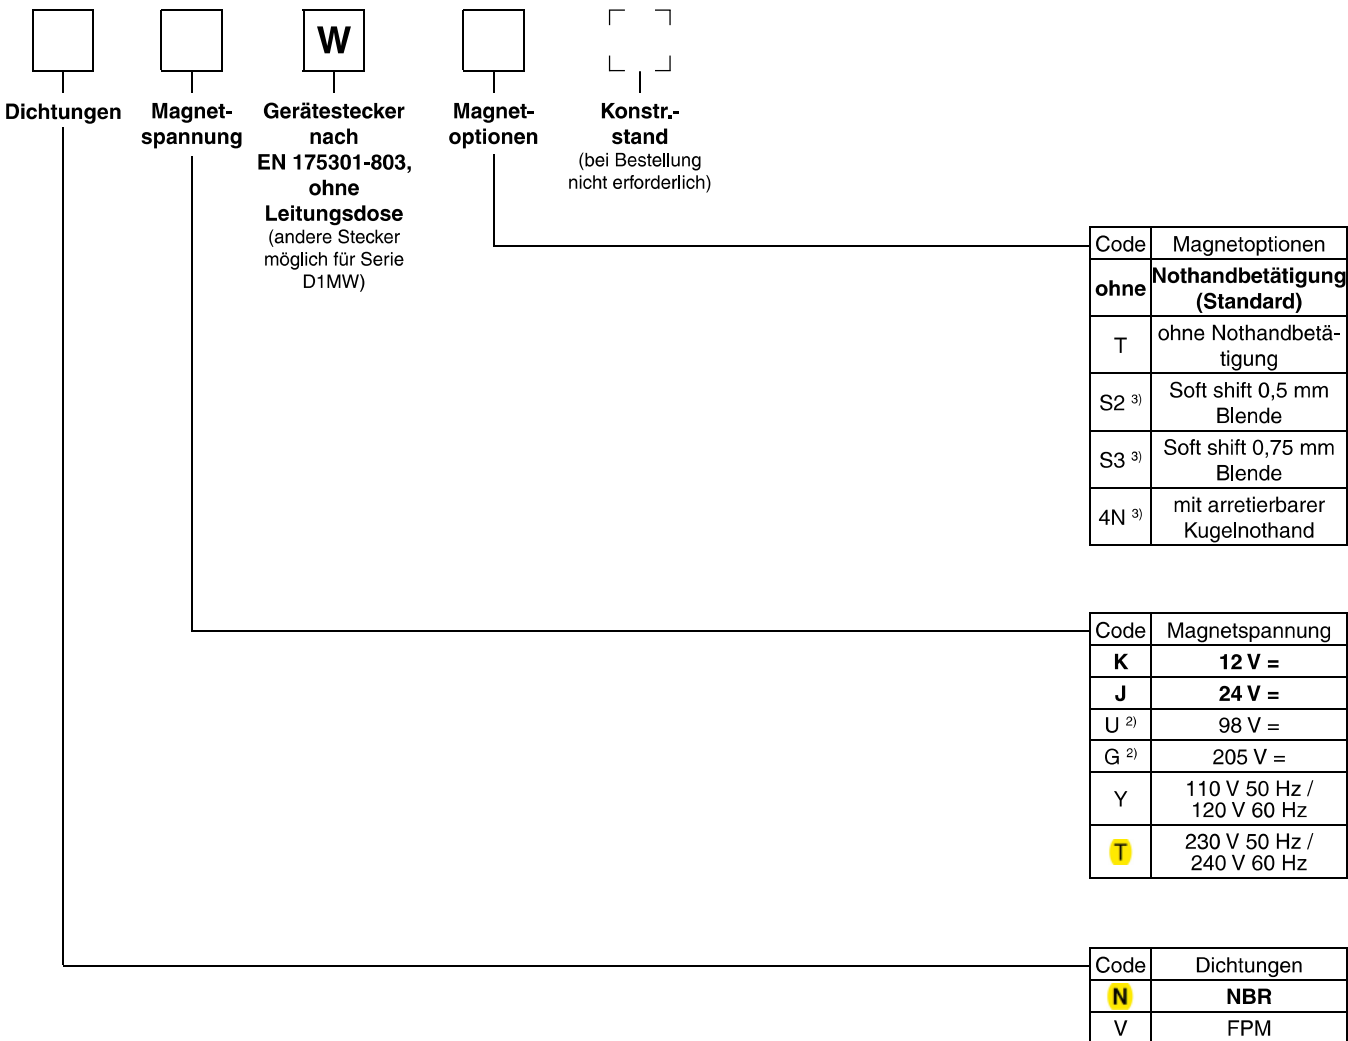 W
Dichtungen
Magnet-
spannung
Gerätestecker
nach
EN 175301-803,
ohne
Leitungsdose
(andere Stecker
möglich für Serie
D1MW)
Magnet-
optionen
Konstr.-
stand
(bei Bestellung
nicht erforderlich)
Code Magnetoptionen
ohne Nothandbetätigung
(Standard)
T ohne Nothandbetä-
tigung
S2 3) Soft shift 0,5 mm
Blende
S3 3) Soft shift 0,75 mm
Blende
4N 3) mit arretierbarer
Kugelnothand
Code Magnetspannung
K 12 V =
J 24 V =
U 2) 98 V =
G 2) 205 V =
Y 110 V 50 Hz /
120 V 60 Hz
T 230 V 50 Hz /
240 V 60 Hz
Code Dichtungen
N NBR
V FPM